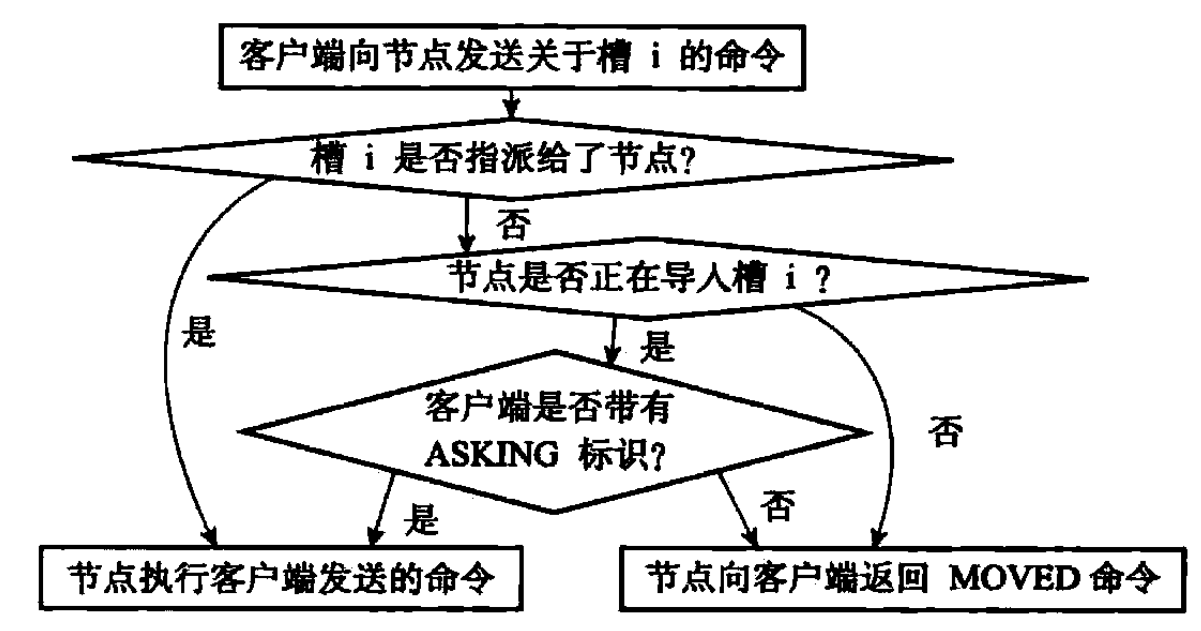 客户端向节点发送关于槽 i 的命令
槽 i 是否指派给了节点?
否
节点是否正在导入槽 i ?
是
是
客户端是否带有
ASKING 标识?
否
是
否
节点执行客户端发送的命令
节点向客户端返回 MOVED 命令